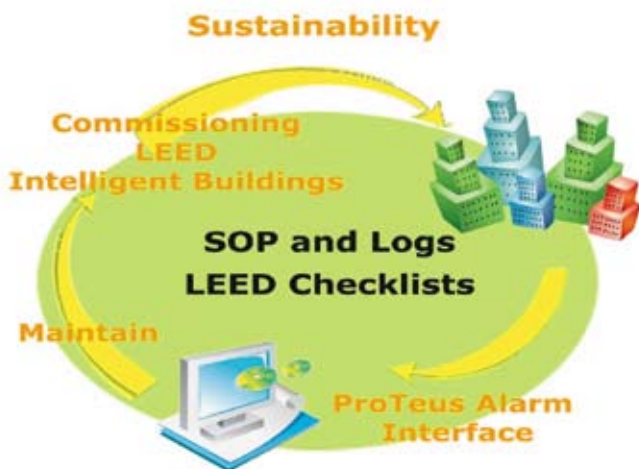 Sustainability
Commissioning
LEED
Intelligent Buildings
SOP and Logs
LEED Checklists
Maintain
ProTeus Alarm
Interface